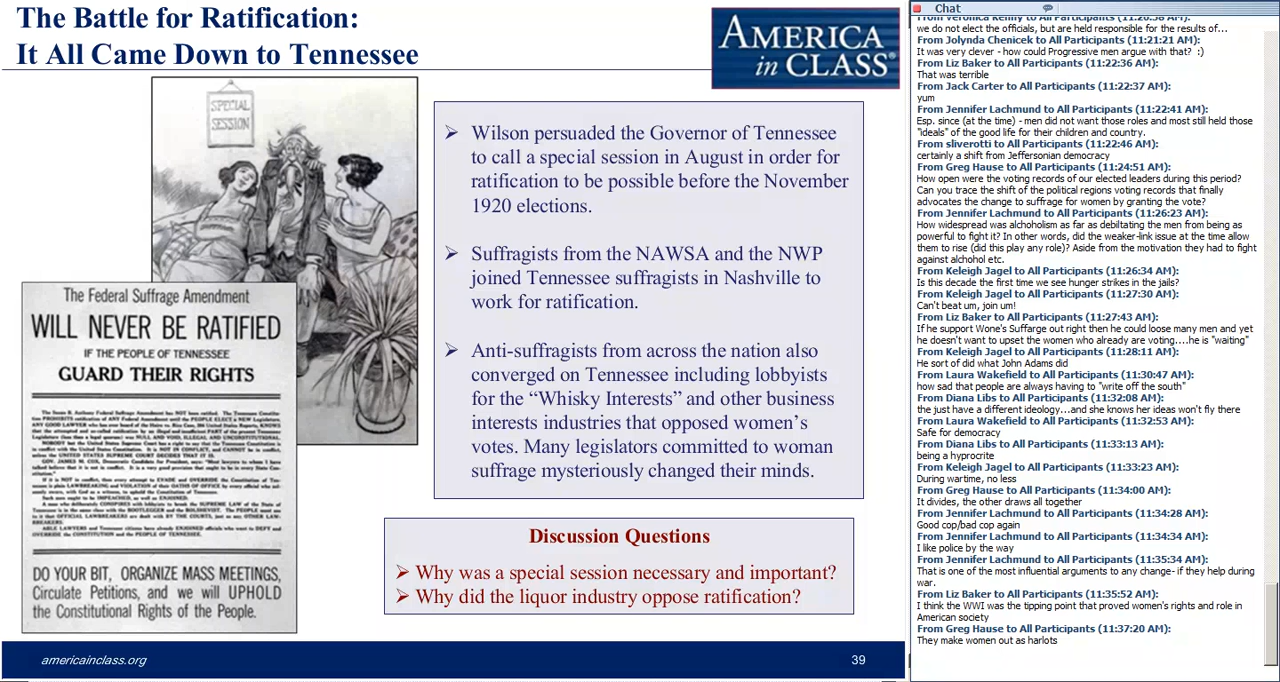 The Battle for Ratification:
It All Came Down to Tennessee
AMERICA
in CLASS®
SPECIAL
SESSION
The Federal Suffrage Amendment
WILL NEVER BE RATIFIED
IF THE PEOPLE OF TENNESSEE
GUARD THEIR RIGHTS
DO YOUR BIT, ORGANIZE MASS MEETINGS,
Circulate Petitions, and we will UPHOLD
the Constitutional Rights of the People.
➢ Wilson persuaded the Governor of Tennessee
to call a special session in August in order for
ratification to be possible before the November
1920 elections.
➢ Suffragists from the NAWSA and the NWP
joined Tennessee suffragists in Nashville to
work for ratification.
➢ Anti-suffragists from across the nation also
converged on Tennessee including lobbyists
for the “Whisky Interests” and other business
interests industries that opposed women’s
votes. Many legislators committed to woman
suffrage mysteriously changed their minds.
Discussion Questions
➢ Why was a special session necessary and important?
➢ Why did the liquor industry oppose ratification?
americainclass.org
39
Chat
From Veronica Kenny to All Participants (11:20:58 AM):
we do not elect the officials, but are held responsible for the results of...
From Jolynda Chenicek to All Participants (11:21:21 AM):
It was very clever - how could Progressive men argue with that? :)
From Liz Baker to All Participants (11:22:36 AM):
That was terrible
From Jack Carter to All Participants (11:22:37 AM):
yum
From Jennifer Lachmund to All Participants (11:22:41 AM):
Esp. since (at the time) - men did not want those roles and most still held those
"ideals" of the good life for their children and country.
From sliverotti to All Participants (11:22:46 AM):
certainly a shift from Jeffersonian democracy
From Greg Hause to All Participants (11:24:51 AM):
How open were the voting records of our elected leaders during this period?
Can you trace the shift of the political regions voting records that finally
advocates the change to suffrage for women by granting the vote?
From Jennifer Lachmund to All Participants (11:26:23 AM):
How widespread was alchoholism as far as debiltating the men from being as
powerful to fight it? In other words, did the weaker-link issue at the time allow
them to rise (did this play any role)? Aside from the motivation they had to fight
against alchohol etc.
From Keleigh Jagel to All Participants (11:26:34 AM):
Is this decade the first time we see hunger strikes in the jails?
From Keleigh Jagel to All Participants (11:27:30 AM):
Can't beat um, join um!
From Liz Baker to All Participants (11:27:43 AM):
If he support Wone's Suffarge out right then he could loose many men and yet
he doesn't want to upset the women who already are voting....he is "waiting"
From Keleigh Jagel to All Participants (11:28:11 AM):
He sort of did what John Adams did
From Laura Wakefield to All Participants (11:30:47 AM):
how sad that people are always having to "write off the south"
From Diana Libs to All Participants (11:32:08 AM):
the just have a different ideology...and she knows her ideas won't fly there
From Laura Wakefield to All Participants (11:32:53 AM):
Safe for democracy
From Diana Libs to All Participants (11:33:13 AM):
being a hyprocrite
From Keleigh Jagel to All Participants (11:33:23 AM):
During wartime, no less
From Greg Hause to All Participants (11:34:00 AM):
It divides, the other draws all together
From Jennifer Lachmund to All Participants (11:34:28 AM):
Good cop/bad cop again
From Jennifer Lachmund to All Participants (11:34:34 AM):
I like police by the way
From Jennifer Lachmund to All Participants (11:35:34 AM):
That is one of the most influential arguments to any change- if they help during
war.
From Liz Baker to All Participants (11:35:52 AM):
I think the WWI was the tipping point that proved women's rights and role in
American society
From Greg Hause to All Participants (11:37:20 AM):
They make women out as harlots